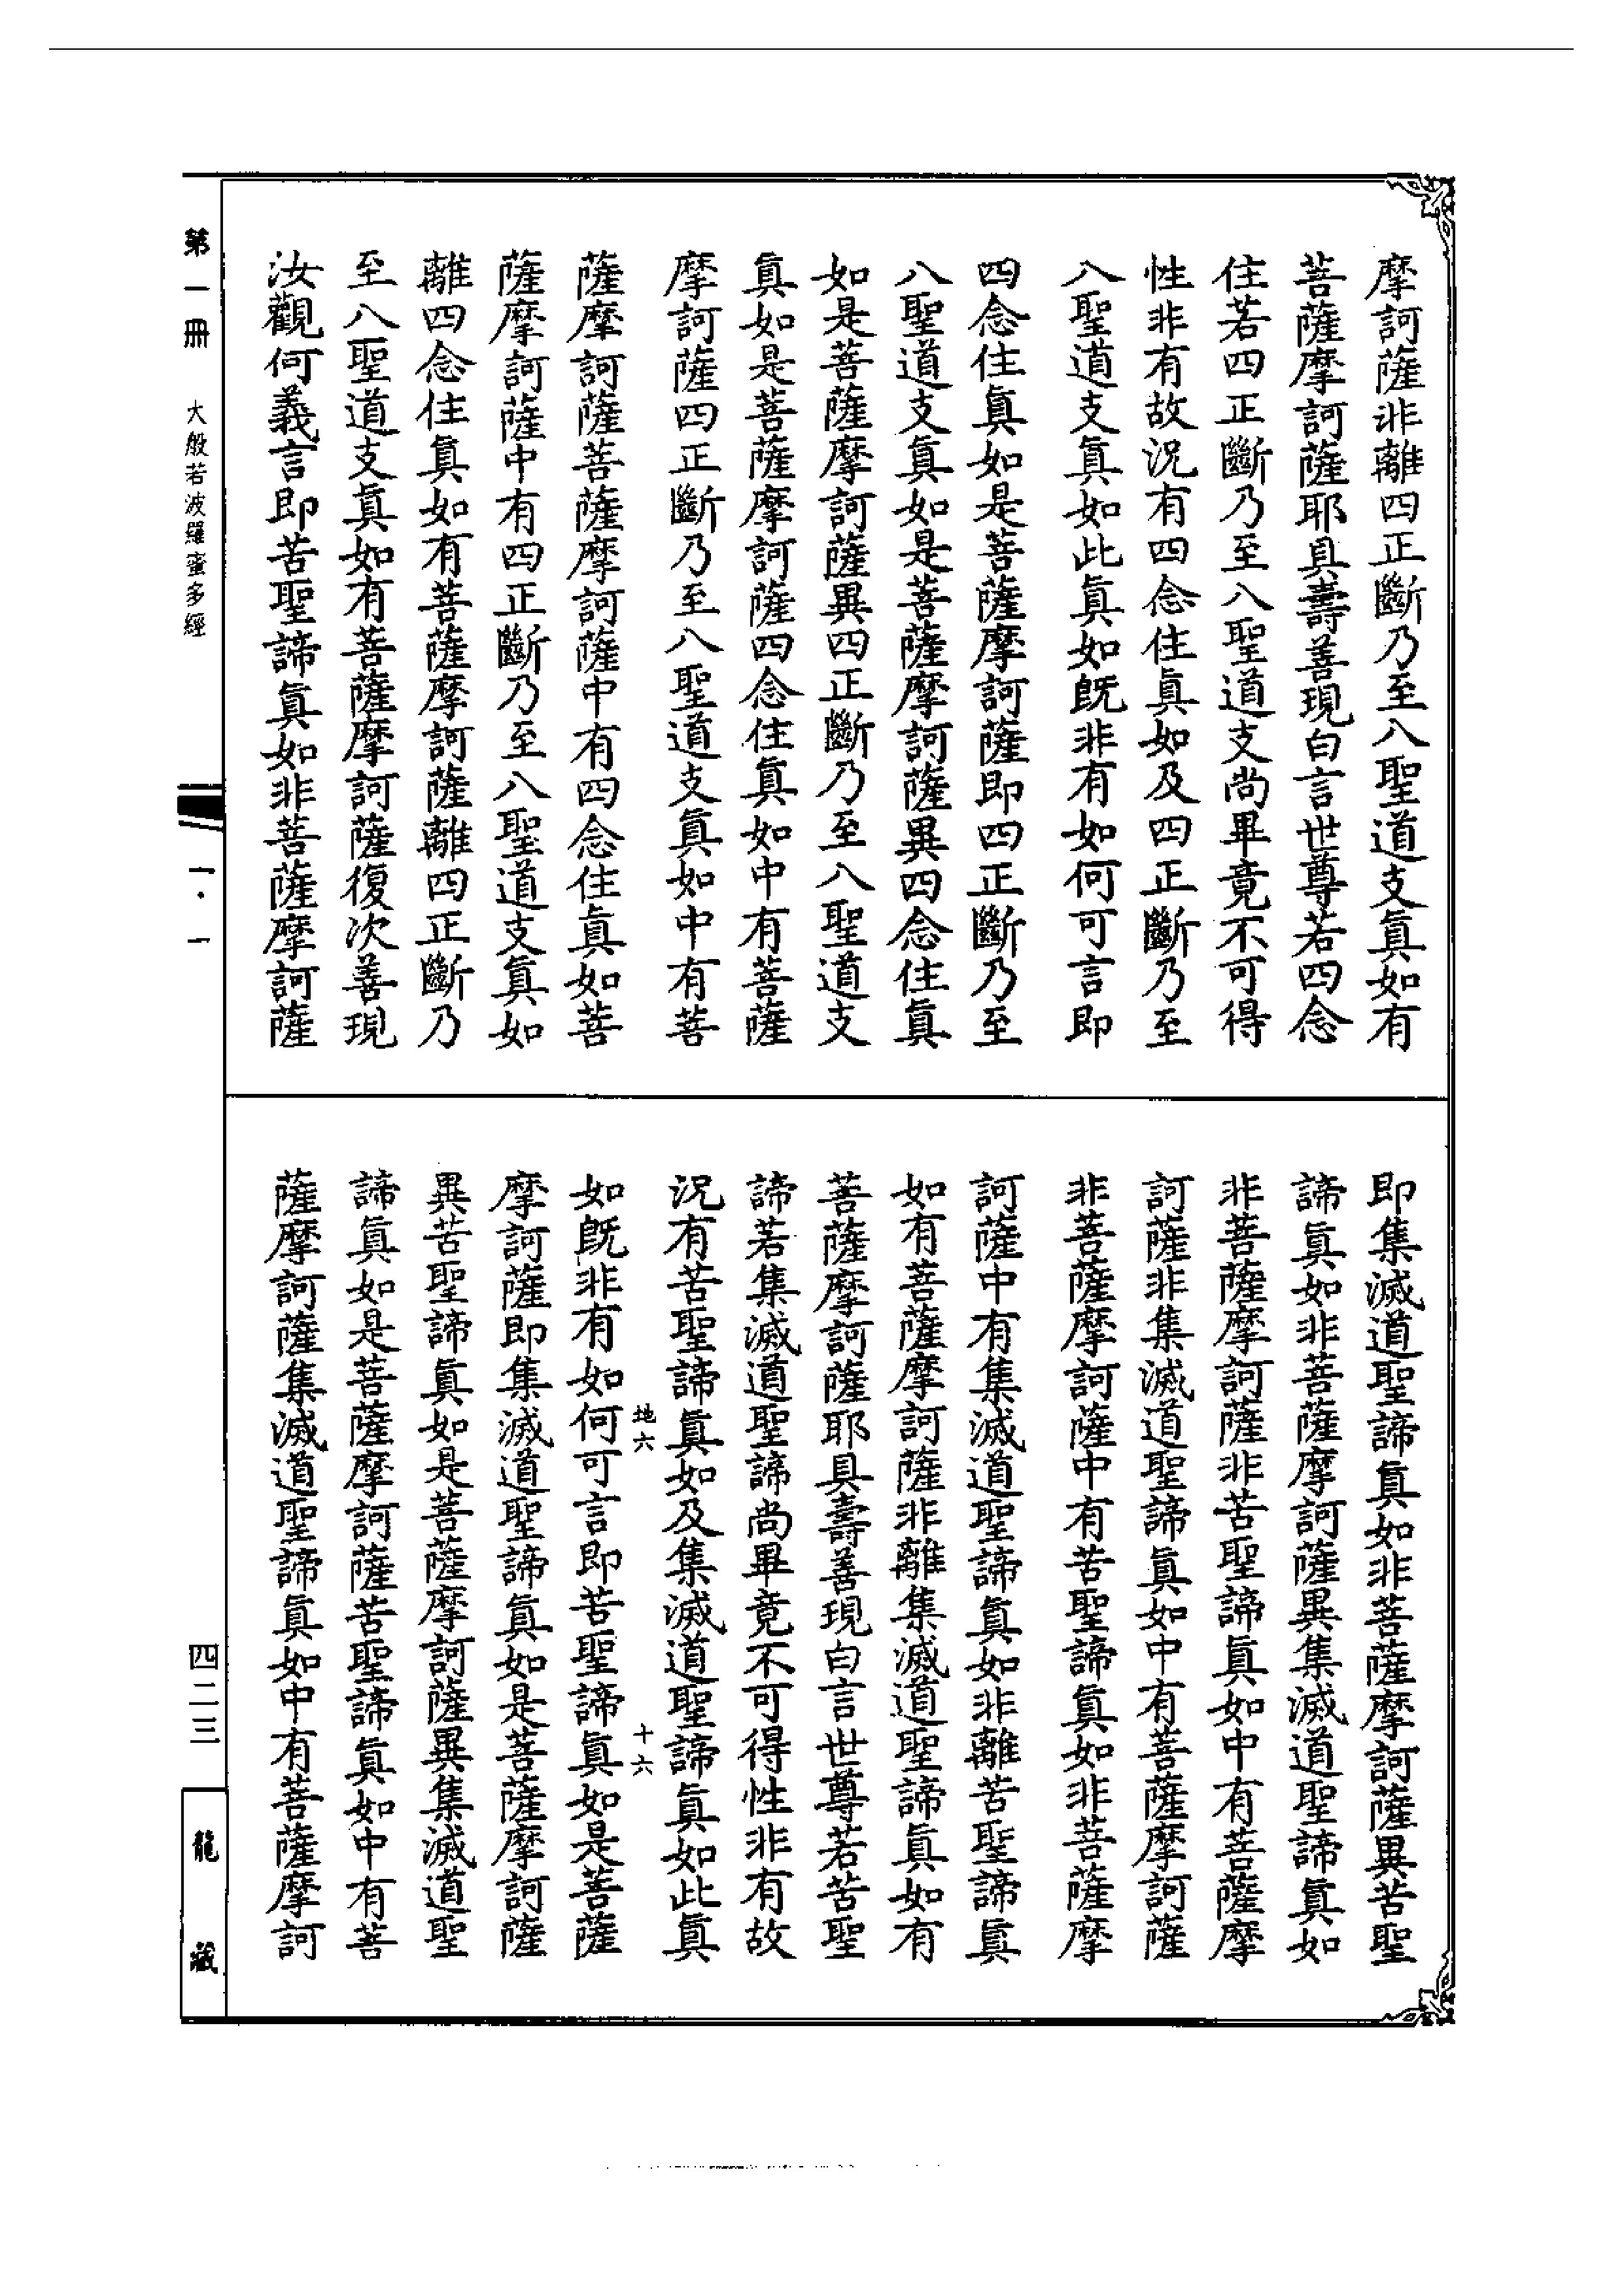 摩訶薩非離四正斷乃至八聖道支眞如有
菩薩摩訶薩耶具壽善現白言世尊若四念
住若四正斷乃至八聖道支尚畢竟不可得
性非有故況有四念住眞如及四正斷乃至
八聖道支眞如此眞如既非有如何可言即
四念住眞如是菩薩摩訶薩即四正斷乃至
八聖道支眞如是菩薩摩訶薩異四念住眞
如是菩薩摩訶薩異四正斷乃至八聖道支
眞如是菩薩摩訶薩四念住眞如中有菩薩
摩訶薩四正斷乃至八聖道支眞如中有菩
薩摩訶薩菩薩摩訶薩中有四念住眞如菩
薩摩訶薩中有四正斷乃至八聖道支眞如
離四念住眞如有菩薩摩訶薩離四正斷乃
至八聖道支眞如有菩薩摩訶薩復次善現
汝觀何義言即苦聖諦眞如非菩薩摩訶薩
即集滅道聖諦眞如非菩薩摩訶薩異苦聖
諦眞如非菩薩摩訶薩異集滅道聖諦眞如
非菩薩摩訶薩非苦聖諦眞如中有菩薩摩
訶薩非集滅道聖諦眞如中有菩薩摩訶薩
非菩薩摩訶薩中有苦聖諦眞如非菩薩摩
訶薩中有集滅道聖諦眞如非離苦聖諦眞
如有菩薩摩訶薩非離集滅道聖諦眞如有
菩薩摩訶薩耶具壽善現白言世尊若苦聖
諦若集滅道聖諦尚畢竟不可得性非有故
況有苦聖諦眞如及集滅道聖諦眞如此眞
地六 十六
如既非有如何可言即苦聖諦眞如是菩薩
摩訶薩即集滅道聖諦眞如是菩薩摩訶薩
異苦聖諦眞如是菩薩摩訶薩異集滅道聖
諦眞如是菩薩摩訶薩苦聖諦眞如中有菩
薩摩訶薩集滅道聖諦眞如中有菩薩摩訶
第一冊 大般若波羅蜜多經 一·一 四二三 龍藏